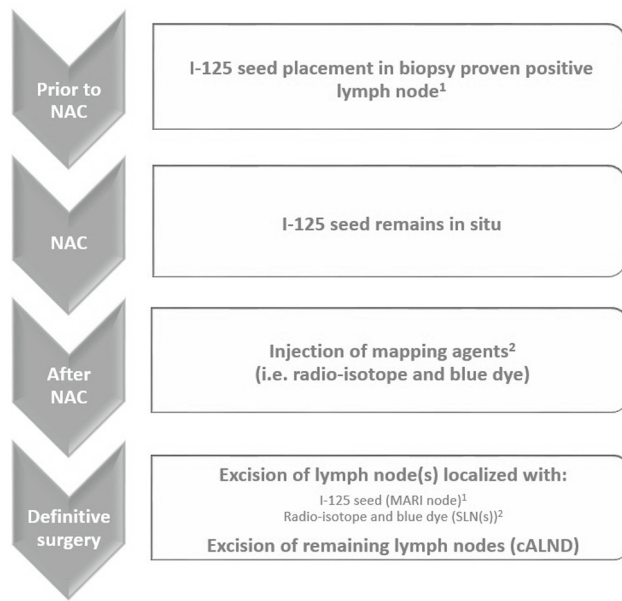 Prior to
NAC
I-125 seed placement in biopsy proven positive
lymph node¹
NAC
I-125 seed remains in situ
After
NAC
Injection of mapping agents²
(i.e. radio-isotope and blue dye)
Definitive
surgery
Excision of lymph node(s) localized with:
I-125 seed (MARI node)¹
Radio-isotope and blue dye (SLN(s))²
Excision of remaining lymph nodes (cALND)